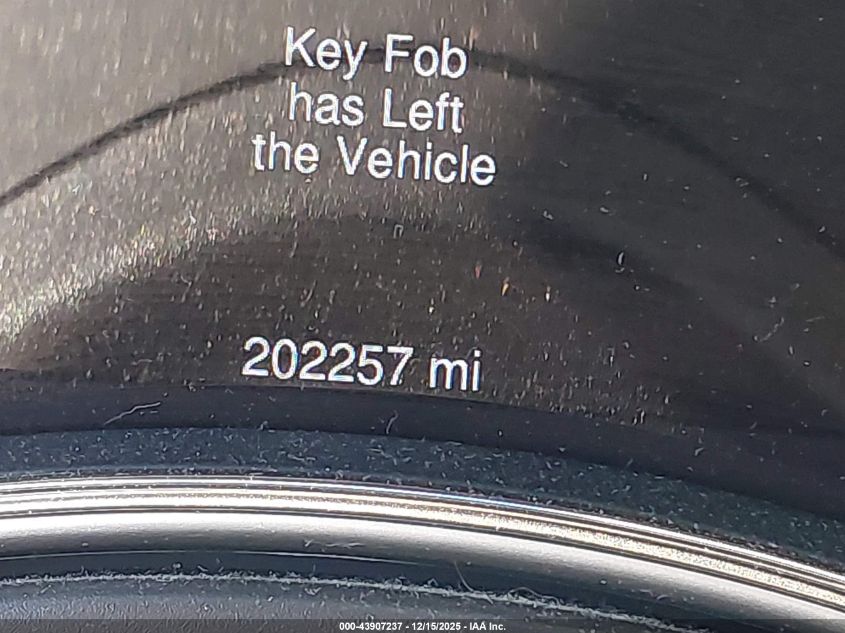 Key Fob
has Left
the Vehicle
202257 mi
000-43907237 - 12/15/2025 - IAA Inc.